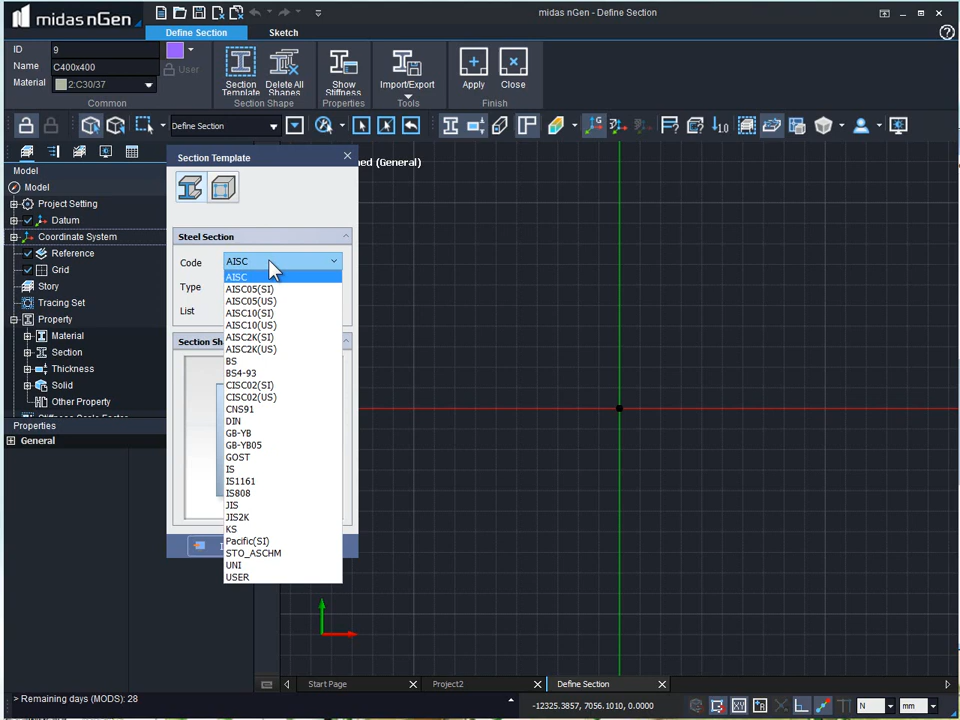 midas nGen
midas nGen - Define Section
Define Section
Sketch
ID
9
Name
C400x400
User
Material
2:C30/37
Common
Section
Template
Delete All
Shapes
Section Shape
Show
Stiffness
Properties
Import/Export
Tools
Apply
Close
Finish
Define Section
Model
Model
Project Setting
Datum
Coordinate System
Reference
Grid
Story
Tracing Set
Property
Material
Section
Thickness
Solid
Other Property
Stiffness Scale Factor
Properties
General
Section Template
ned (General)
Steel Section
Code
AISC
Type
List
Section Sh
AISC
AISC05(SI)
AISC05(US)
AISC10(SI)
AISC10(US)
AISC2K(SI)
AISC2K(US)
BS
BS4-93
CISC02(SI)
CISC02(US)
CNS91
DIN
GB-YB
GB-YB05
GOST
IS
IS1161
IS808
JIS
JIS2K
KS
Pacific(SI)
STO_ASCHM
UNI
USER
Start Page
Project2
Define Section
> Remaining days (MODS): 28
-12325.3857, 7056.1010, 0.0000
N
mm